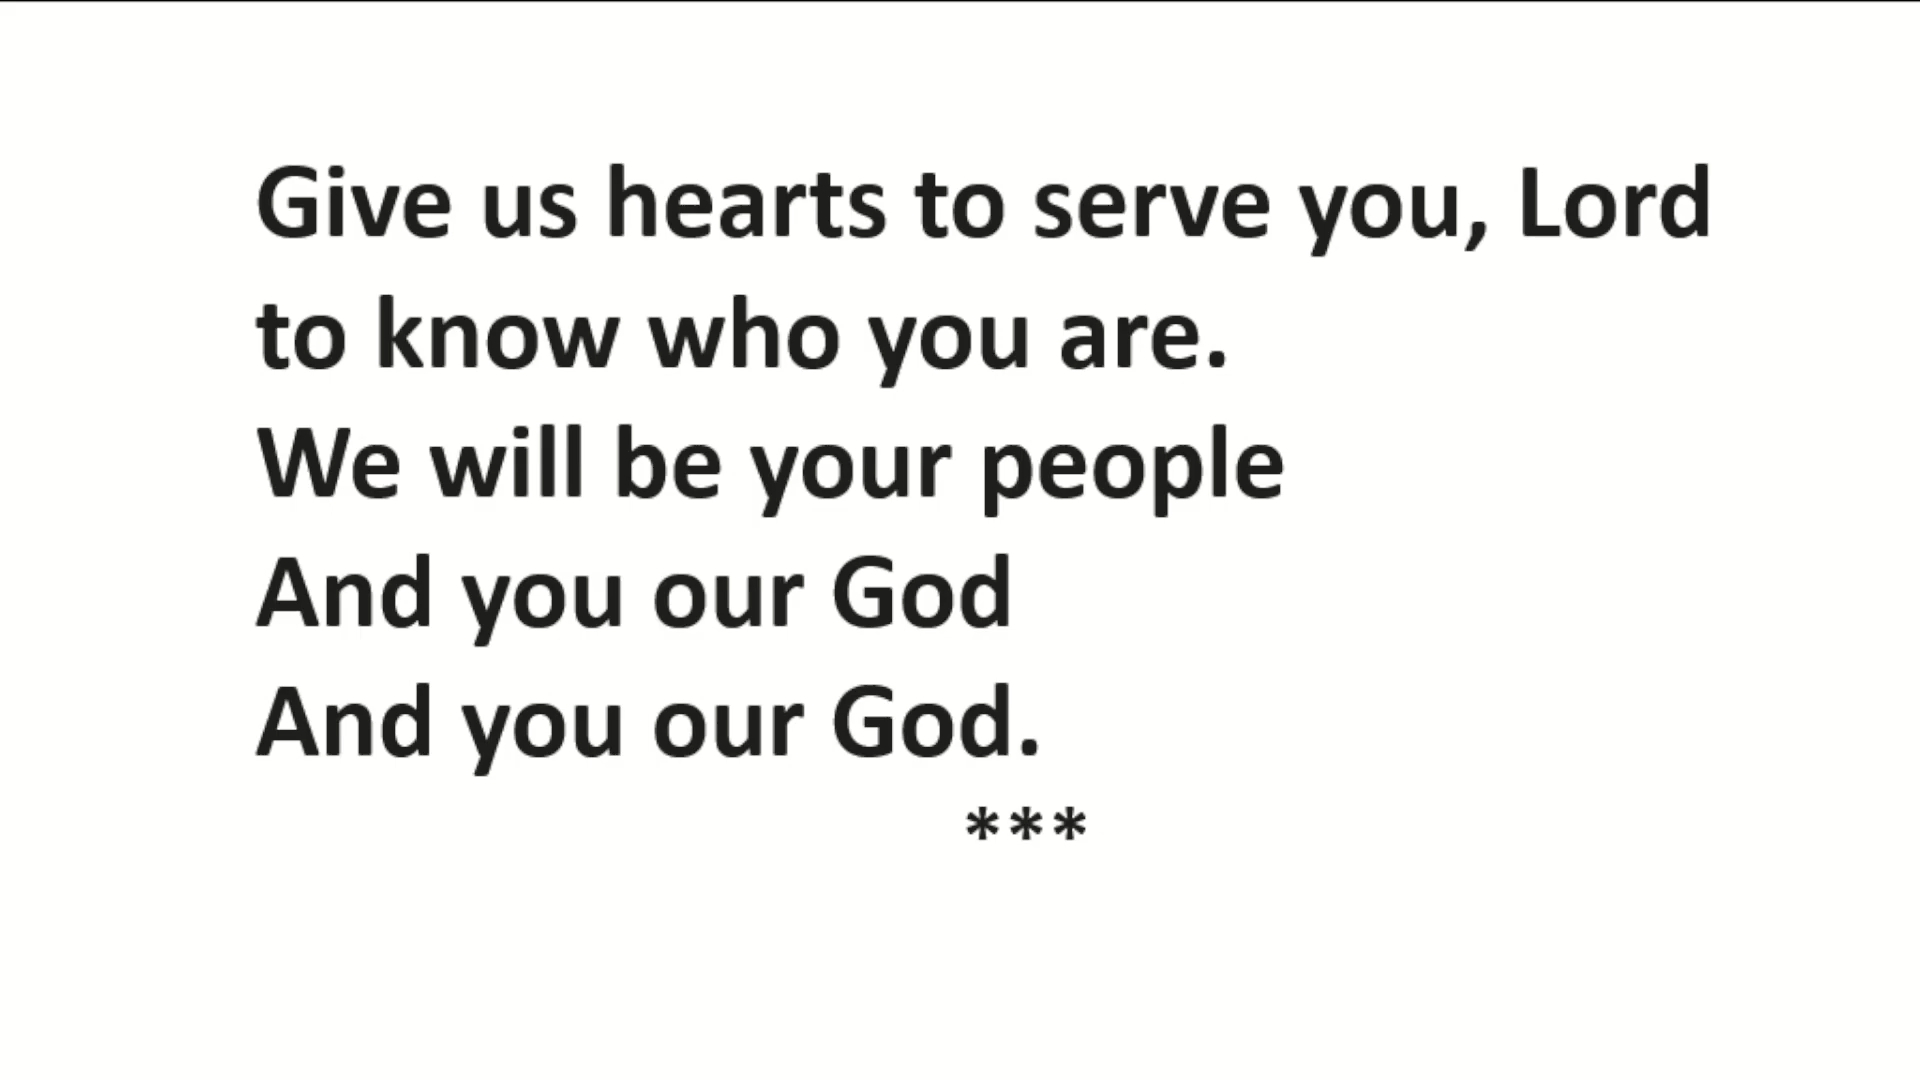 Give us hearts to serve you, Lord
to know who you are.
We will be your people
And you our God
And you our God.
***